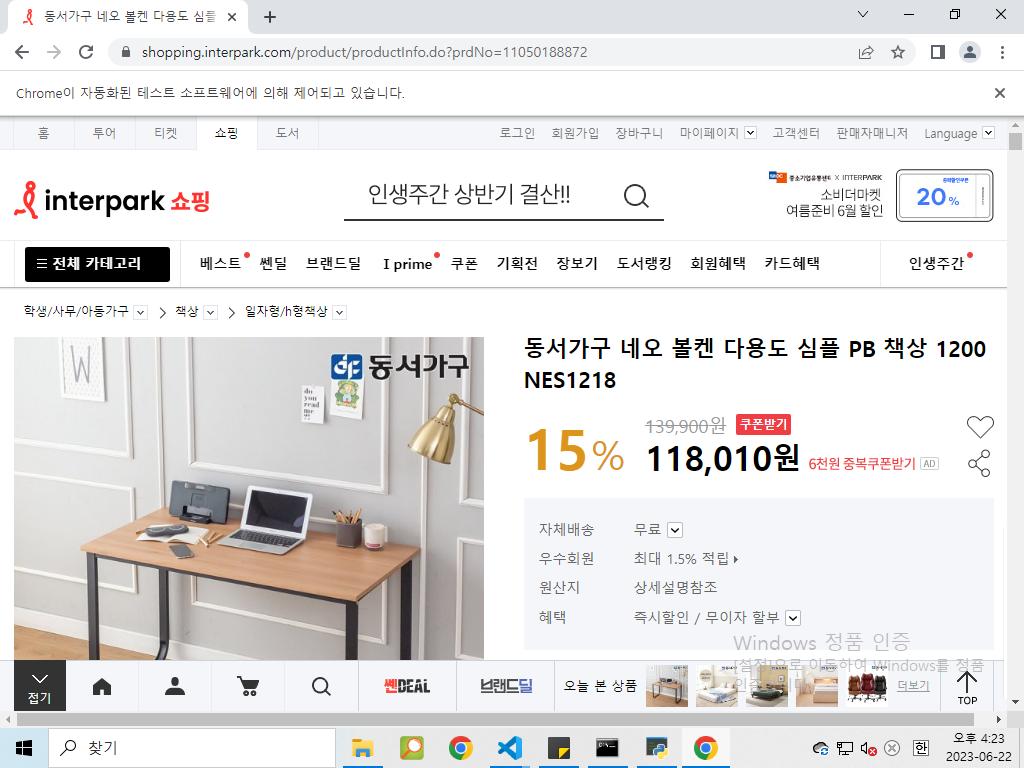 동서가구 네오 볼켄 다용도 심플
shopping.interpark.com/product/productInfo.do?prdNo=11050188872
Chrome이 자동화된 테스트 소프트웨어에 의해 제어되고 있습니다.
홈 투어 티켓 쇼핑 도서 로그인 회원가입 장바구니 마이페이지 고객센터 판매자매니저 Language
interpark 쇼핑
인생주간 상반기 결산!!
중소기업유통센터 X INTERPARK
소비더마켓
여름준비 6월 할인
20%
전체 카테고리 베스트 쎈딜 브랜드딜 I prime 쿠폰 기획전 장보기 도서랭킹 회원혜택 카드혜택 인생주간
학생/사무/아동가구 책상 일자형/h형책상
W
동서가구
do
you
read
me
동서가구 네오 볼켄 다용도 심플 PB 책상 1200
NES1218
15%
139,900원 쿠폰받기
118,010원 6천원 중복쿠폰받기 AD
자체배송 무료
우수회원 최대 1.5% 적립
원산지 상세설명참조
혜택 즉시할인 / 무이자 할부
Windows 정품 인증
[설정]으로 이동하여 Windows를 정품
접기
쎈DEAL
브랜드딜
오늘 본 상품
더보기
TOP
찾기
한
오후 4:23
2023-06-22